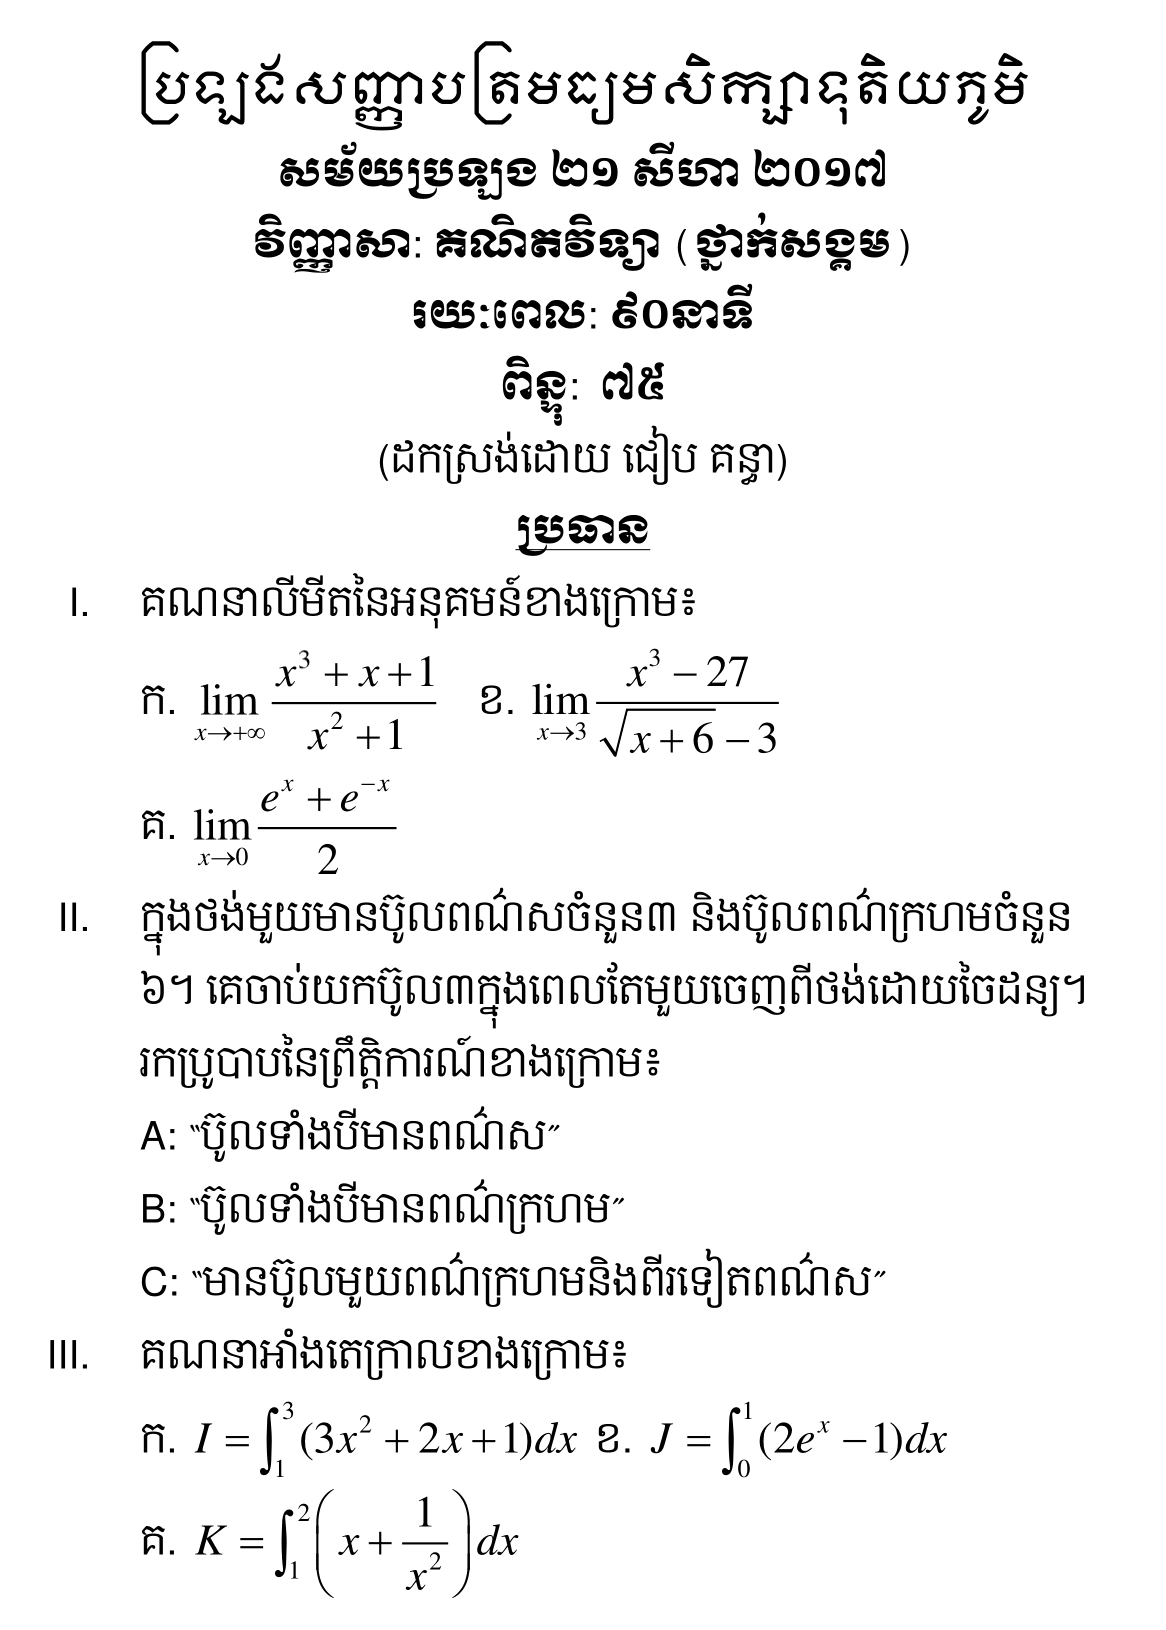 ប្រឡងសញ្ញាបត្រមធ្យមសិក្សាទុតិយភូមិ
សម័យប្រឡង ២១ សីហា ២០១៧
វិញ្ញាសា: គណិតវិទ្យា (ថ្នាក់សង្គម)
រយៈពេល: ៩០នាទី
ពិន្ទុ: ៧៥
(ដកស្រង់ដោយ ជៀប គន្ធា)
ប្រធាន
I. គណនាលីមីតនៃអនុគមន៍ខាងក្រោម៖
ក. $\lim_{x \to +\infty} \frac{x^3 + x + 1}{x^2 + 1}$ ខ. $\lim_{x \to 3} \frac{x^3 - 27}{\sqrt{x + 6} - 3}$
គ. $\lim_{x \to 0} \frac{e^x + e^{-x}}{2}$
II. ក្នុងថង់មួយមានប៊ូលពណ៌សចំនួន៣ និងប៊ូលពណ៌ក្រហមចំនួន
៦។ គេចាប់យកប៊ូល៣ក្នុងពេលតែមួយចេញពីថង់ដោយចៃដន្យ។
រកប្រូបាបនៃព្រឹត្តិការណ៍ខាងក្រោម៖
A: “ប៊ូលទាំងបីមានពណ៌ស”
B: “ប៊ូលទាំងបីមានពណ៌ក្រហម”
C: “មានប៊ូលមួយពណ៌ក្រហមនិងពីរទៀតពណ៌ស”
III. គណនាអាំងតេក្រាលខាងក្រោម៖
ក. $I = \int_1^3 (3x^2 + 2x + 1)dx$ ខ. $J = \int_0^1 (2e^x - 1)dx$
គ. $K = \int_1^2 \left( x + \frac{1}{x^2} \right) dx$